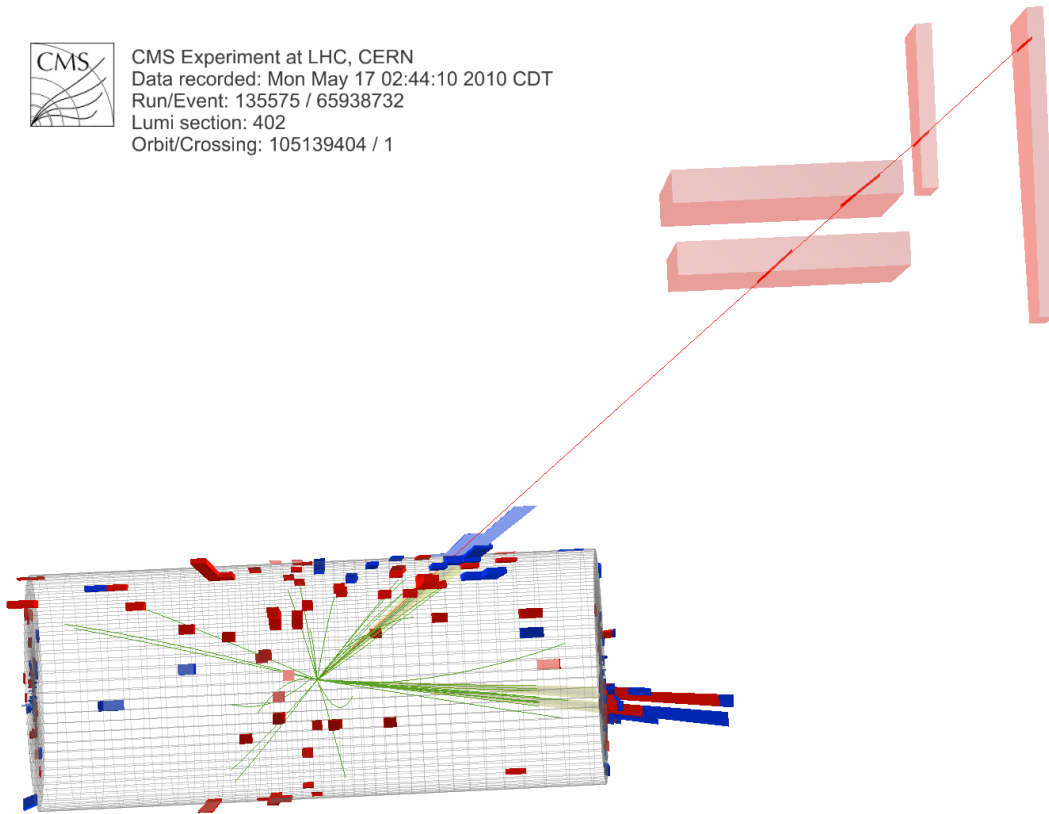 CMS
CMS Experiment at LHC, CERN
Data recorded: Mon May 17 02:44:10 2010 CDT
Run/Event: 135575 / 65938732
Lumi section: 402
Orbit/Crossing: 105139404 / 1